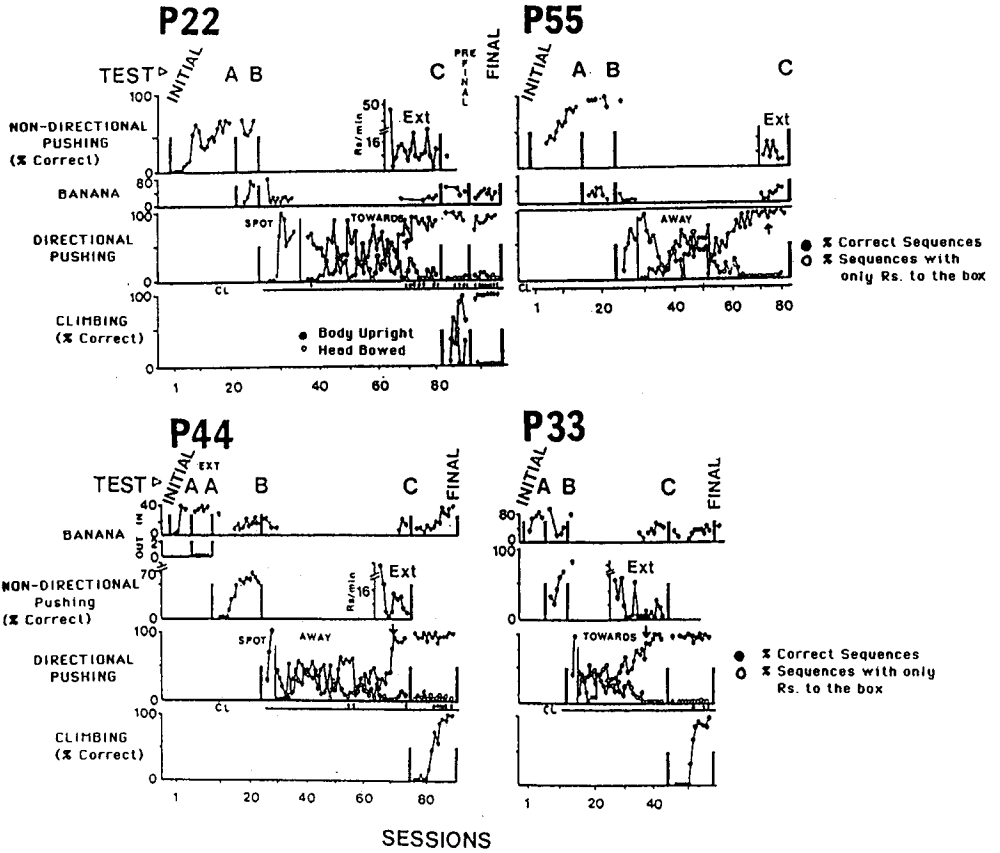 P22
P55
TEST
INITIAL
A
B
C
PRE FINAL
FINAL
INITIAL
A
B
C
100
NON-DIRECTIONAL
PUSHING
(% Correct)
0
50
Rs/min
16
Ext
100
0
Ext
BANANA
80
0
100
DIRECTIONAL
PUSHING
0
SPOT
TOWARDS
AWAY
% Correct Sequences
% Sequences with
only Rs. to the box
CL
CL
1
20
40
60
80
100
CLIMBING
(% Correct)
0
Body Upright
Head Bowed
1
20
40
60
80
P44
P33
TEST
INITIAL
A
EXT
A
B
C
FINAL
INITIAL
A
B
C
FINAL
BANANA
40
0
IN
OUT
2
0
80
0
NON-DIRECTIONAL
Pushing
(% Correct)
70
0
Rs/min
16
Ext
100
0
Ext
DIRECTIONAL
PUSHING
100
0
SPOT
AWAY
TOWARDS
% Correct Sequences
% Sequences with only
Rs. to the box
CL
CL
CLIMBING
(% Correct)
100
0
1
20
40
60
80
1
20
40
SESSIONS